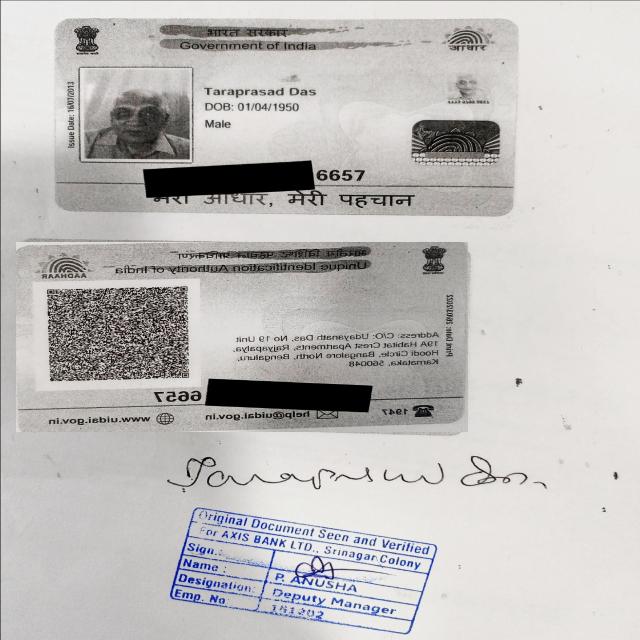 भारत सरकार
Government of India
आधार
Issue Date: 16/07/2013
Taraprasad Das
DOB: 01/04/1950
Male
6657
मेरा आधार, मेरी पहचान
भारतीय विशिष्ट पहचान प्राधिकरण
Unique Identification Authority of India
AADHAAR
Address: C/O: Udayanath Das, No 19 Unit
19A Habitat Crest Apartments, Rajyapalya,
Hoodi Circle, Bangalore North, Bengaluru,
Karnataka, 560048
6657
1947
help@uidai.gov.in
www.uidai.gov.in
Taraprasad Das.
Original Document Seen and Verified
For AXIS BANK LTD., Srinagar Colony
Sign.:
Name : P. ANUSHA
Designation: Deputy Manager
Emp. No